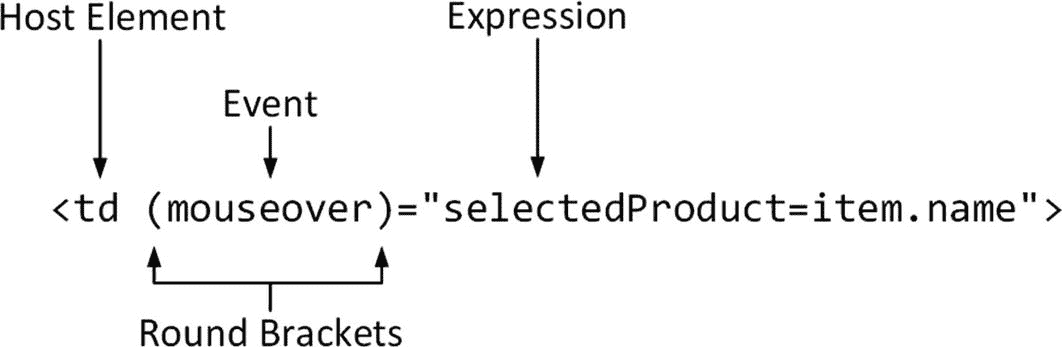 Host Element
Expression
Event
<td (mouseover)="selectedProduct=item.name">
Round Brackets